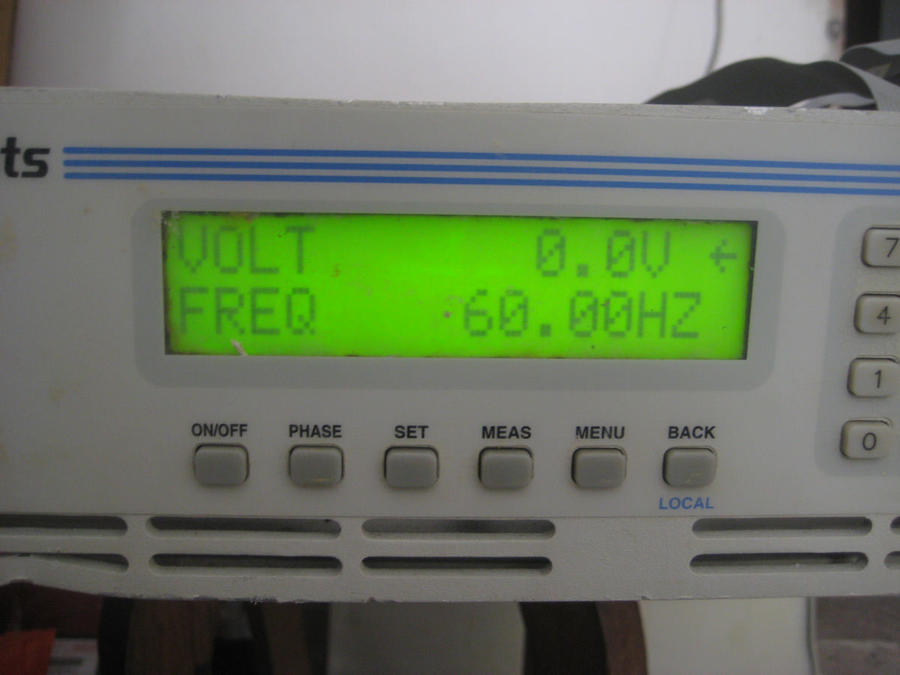 ts
VOLT 0.0V ←
FREQ 60.00HZ
7
4
1
0
ON/OFF PHASE SET MEAS MENU BACK
LOCAL